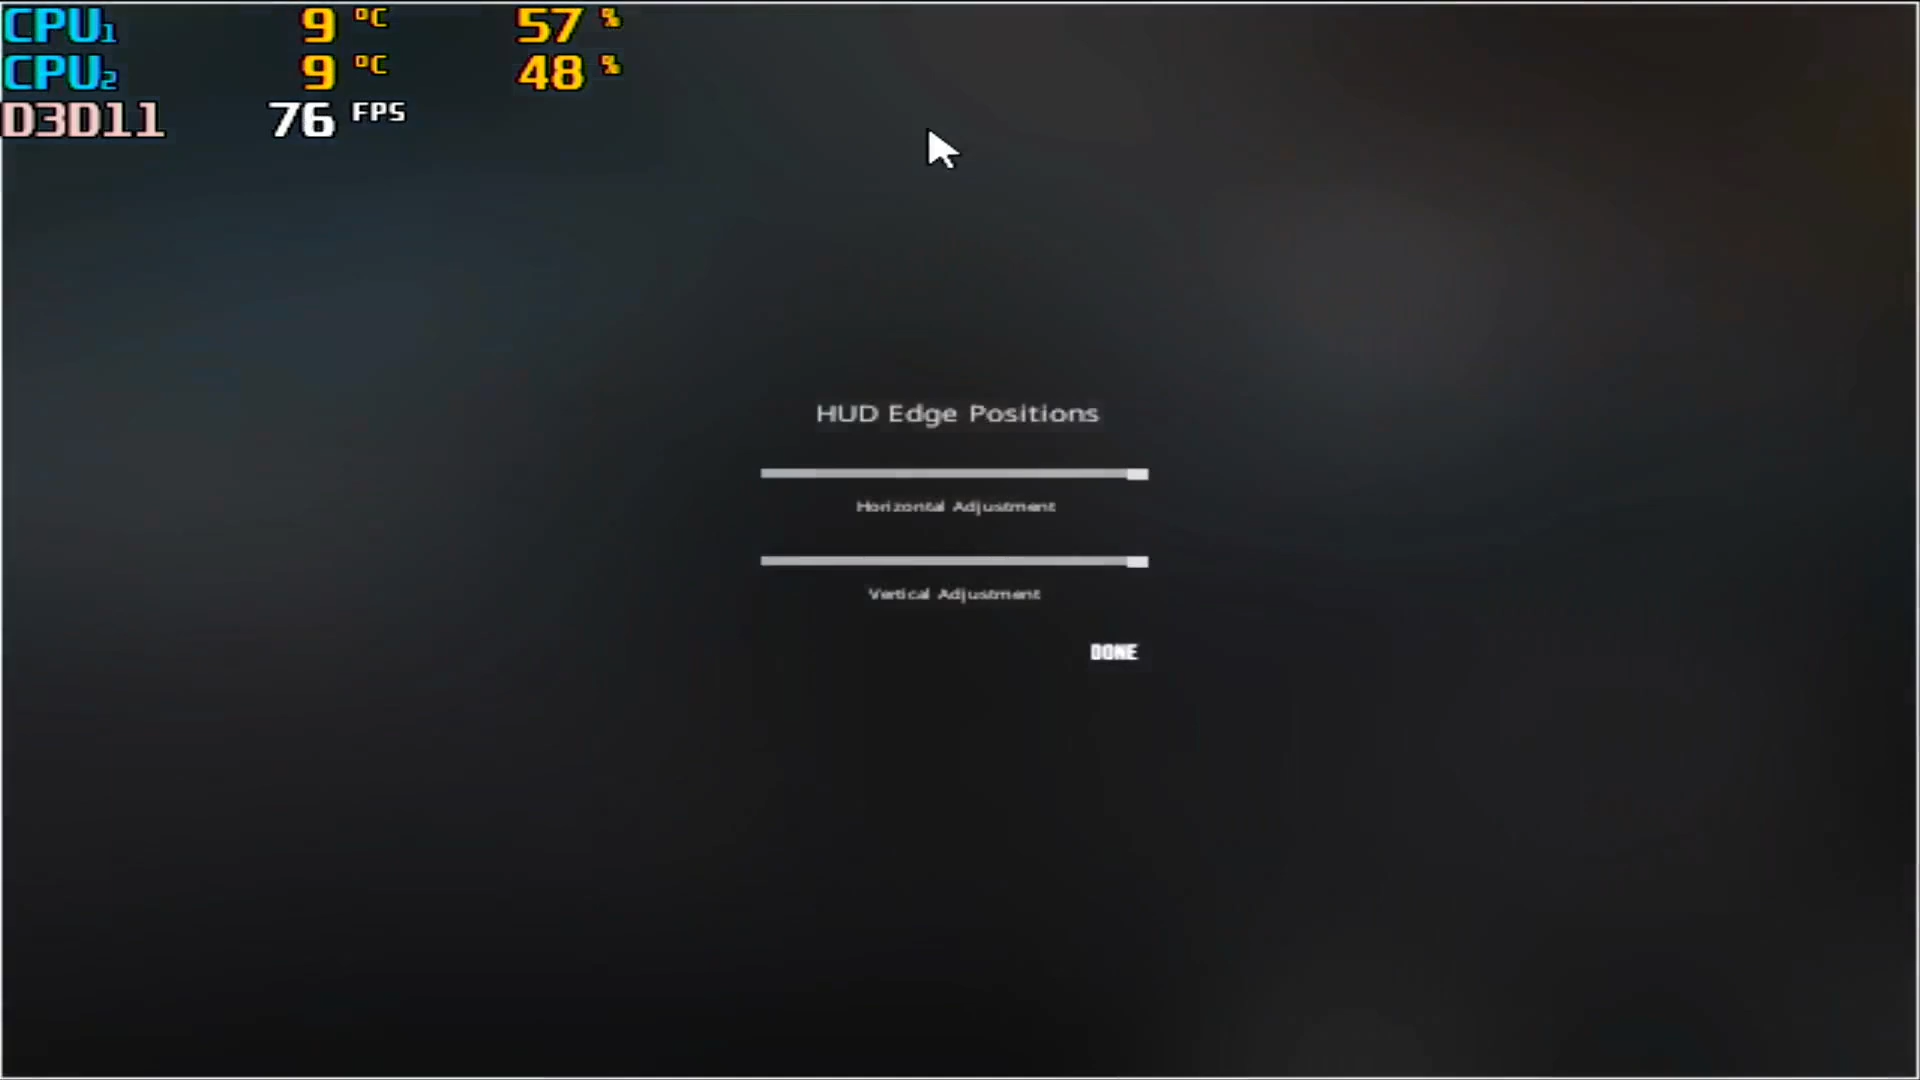 CPU1 9 °C 57 %
CPU2 9 °C 48 %
D3D11 76 FPS
HUD Edge Positions
Horizontal Adjustment
Vertical Adjustment
DONE